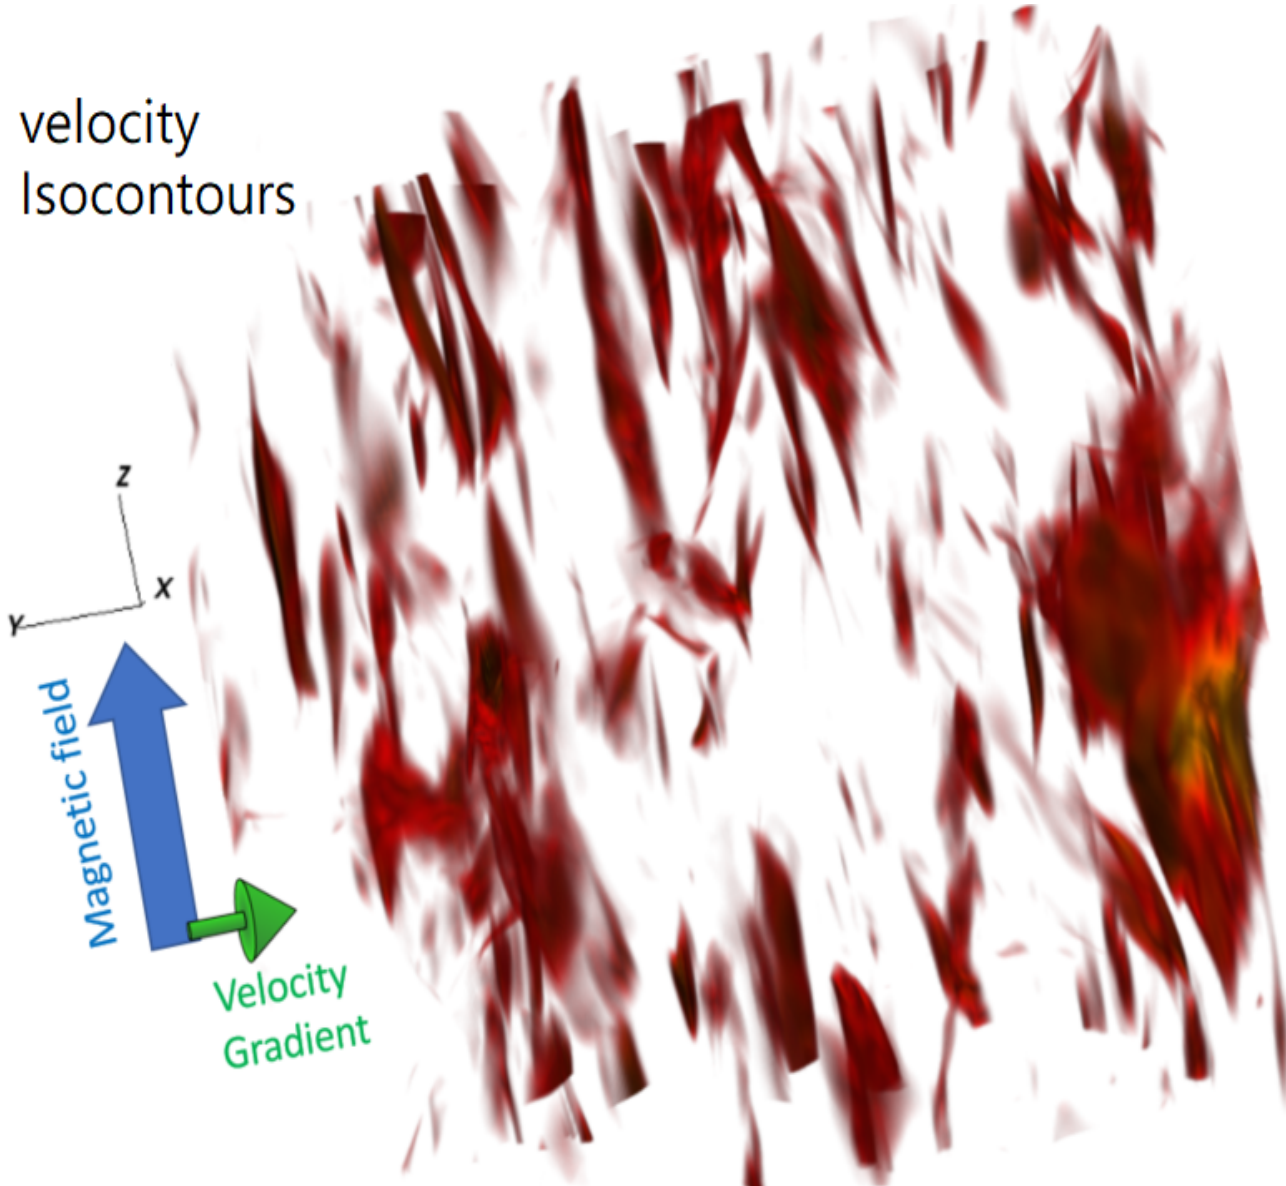 velocity
Isocontours
Z
X
Y
Magnetic field
Velocity
Gradient